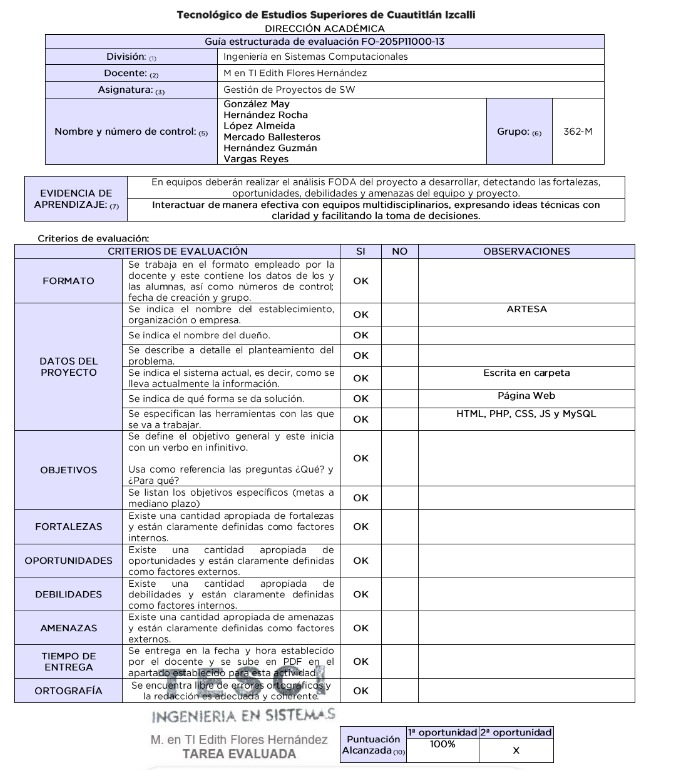 Tecnológico de Estudios Superiores de Cuautitlán Izcalli
DIRECCIÓN ACADÉMICA
Guía estructurada de evaluación FO-205P11000-13
División: (1) Ingeniería en Sistemas Computacionales
Docente: (2) M en TI Edith Flores Hernández
Asignatura: (3) Gestión de Proyectos de SW
Nombre y número de control: (5)
González May
Hernández Rocha
López Almeida
Mercado Ballesteros
Hernández Guzmán
Vargas Reyes
Grupo: (6) 362-M
EVIDENCIA DE
APRENDIZAJE: (7)
En equipos deberán realizar el análisis FODA del proyecto a desarrollar, detectando las fortalezas,
oportunidades, debilidades y amenazas del equipo y proyecto.
Interactuar de manera efectiva con equipos multidisciplinarios, expresando ideas técnicas con
claridad y facilitando la toma de decisiones.
Criterios de evaluación:
CRITERIOS DE EVALUACIÓN SI NO OBSERVACIONES
FORMATO
Se trabaja en el formato empleado por la
docente y este contiene los datos de los y
las alumnas, así como números de control;
fecha de creación y grupo.
OK
DATOS DEL
PROYECTO
Se indica el nombre del establecimiento,
organización o empresa.
OK
ARTESA
Se indica el nombre del dueño.
OK
Se describe a detalle el planteamiento del
problema.
OK
Se indica el sistema actual, es decir, como se
lleva actualmente la información.
OK
Escrita en carpeta
Se indica de qué forma se da solución.
OK
Página Web
Se especifican las herramientas con las que
se va a trabajar.
OK
HTML, PHP, CSS, JS y MySQL
OBJETIVOS
Se define el objetivo general y este inicia
con un verbo en infinitivo.
Usa como referencia las preguntas ¿Qué? y
¿Para qué?
OK
Se listan los objetivos específicos (metas a
mediano plazo)
OK
FORTALEZAS
Existe una cantidad apropiada de fortalezas
y están claramente definidas como factores
internos.
OK
OPORTUNIDADES
Existe una cantidad apropiada de
oportunidades y están claramente definidas
como factores externos.
OK
DEBILIDADES
Existe una cantidad apropiada de
debilidades y están claramente definidas
como factores internos.
OK
AMENAZAS
Existe una cantidad apropiada de amenazas
y están claramente definidas como factores
externos.
OK
TIEMPO DE
ENTREGA
Se entrega en la fecha y hora establecido
por el docente y se sube en PDF en el
apartado establecido para esta actividad
OK
ORTOGRAFÍA
Se encuentra libre de errores ortográficos y
la redacción es adecuada y coherente.
OK
TESCI
INGENIERIA EN SISTEMAS
M. en TI Edith Flores Hernández
TAREA EVALUADA
Puntuación
Alcanzada (10)
1ª oportunidad 2ª oportunidad
100% X